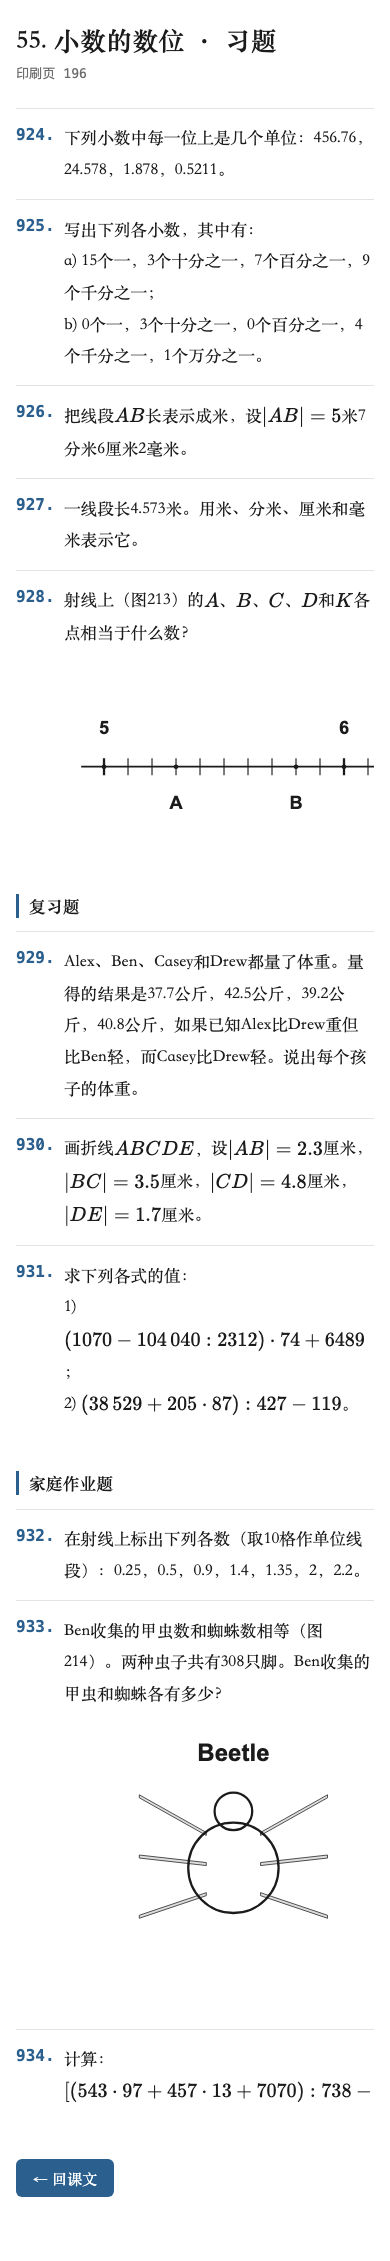 55. 小数的数位 · 习题
印刷页 196
924. 下列小数中每一位上是几个单位：456.76，
24.578，1.878，0.5211。
925. 写出下列各小数，其中有：
a) 15个一，3个十分之一，7个百分之一，9
个千分之一；
b) 0个一，3个十分之一，0个百分之一，4
个千分之一，1个万分之一。
926. 把线段AB长表示成米，设|AB| = 5米7
分米6厘米2毫米。
927. 一线段长4.573米。用米、分米、厘米和毫
米表示它。
928. 射线上（图213）的A、B、C、D和K各
点相当于什么数？
5 6
A B
复习题
929. Alex、Ben、Casey和Drew都量了体重。量
得的结果是37.7公斤，42.5公斤，39.2公
斤，40.8公斤，如果已知Alex比Drew重但
比Ben轻，而Casey比Drew轻。说出每个孩
子的体重。
930. 画折线ABCDE，设|AB| = 2.3厘米，
|BC| = 3.5厘米，|CD| = 4.8厘米，
|DE| = 1.7厘米。
931. 求下列各式的值：
1)
(1070 − 104 040 : 2312) · 74 + 6489
；
2) (38 529 + 205 · 87) : 427 − 119。
家庭作业题
932. 在射线上标出下列各数（取10格作单位线
段）：0.25，0.5，0.9，1.4，1.35，2，2.2。
933. Ben收集的甲虫数和蜘蛛数相等（图
214）。两种虫子共有308只脚。Ben收集的
甲虫和蜘蛛各有多少？
Beetle
934. 计算：
[(543 · 97 + 457 · 13 + 7070) : 738 −
← 回课文